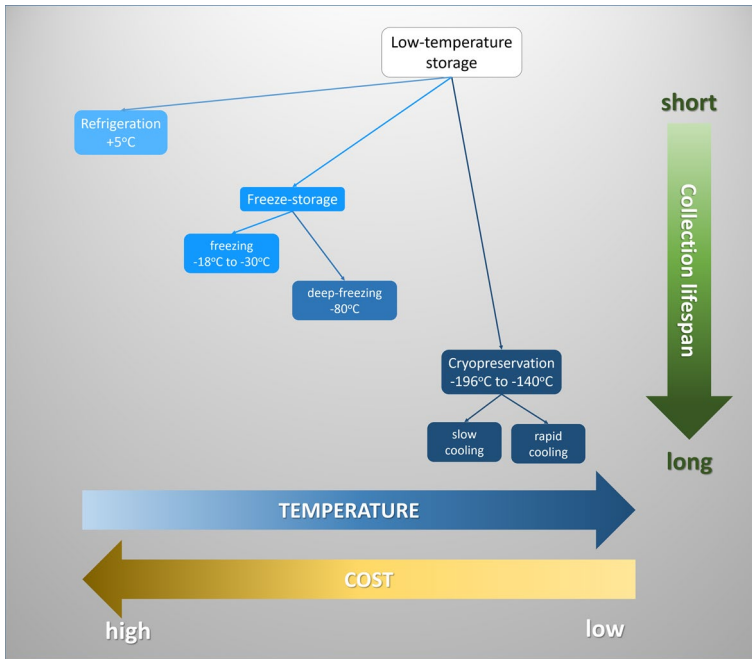 Low-temperature
storage
short
Refrigeration
+5°C
Collection lifespan
Freeze-storage
freezing
-18°C to -30°C
deep-freezing
-80°C
Cryopreservation
-196°C to -140°C
slow
cooling
rapid
cooling
long
TEMPERATURE
COST
high
low